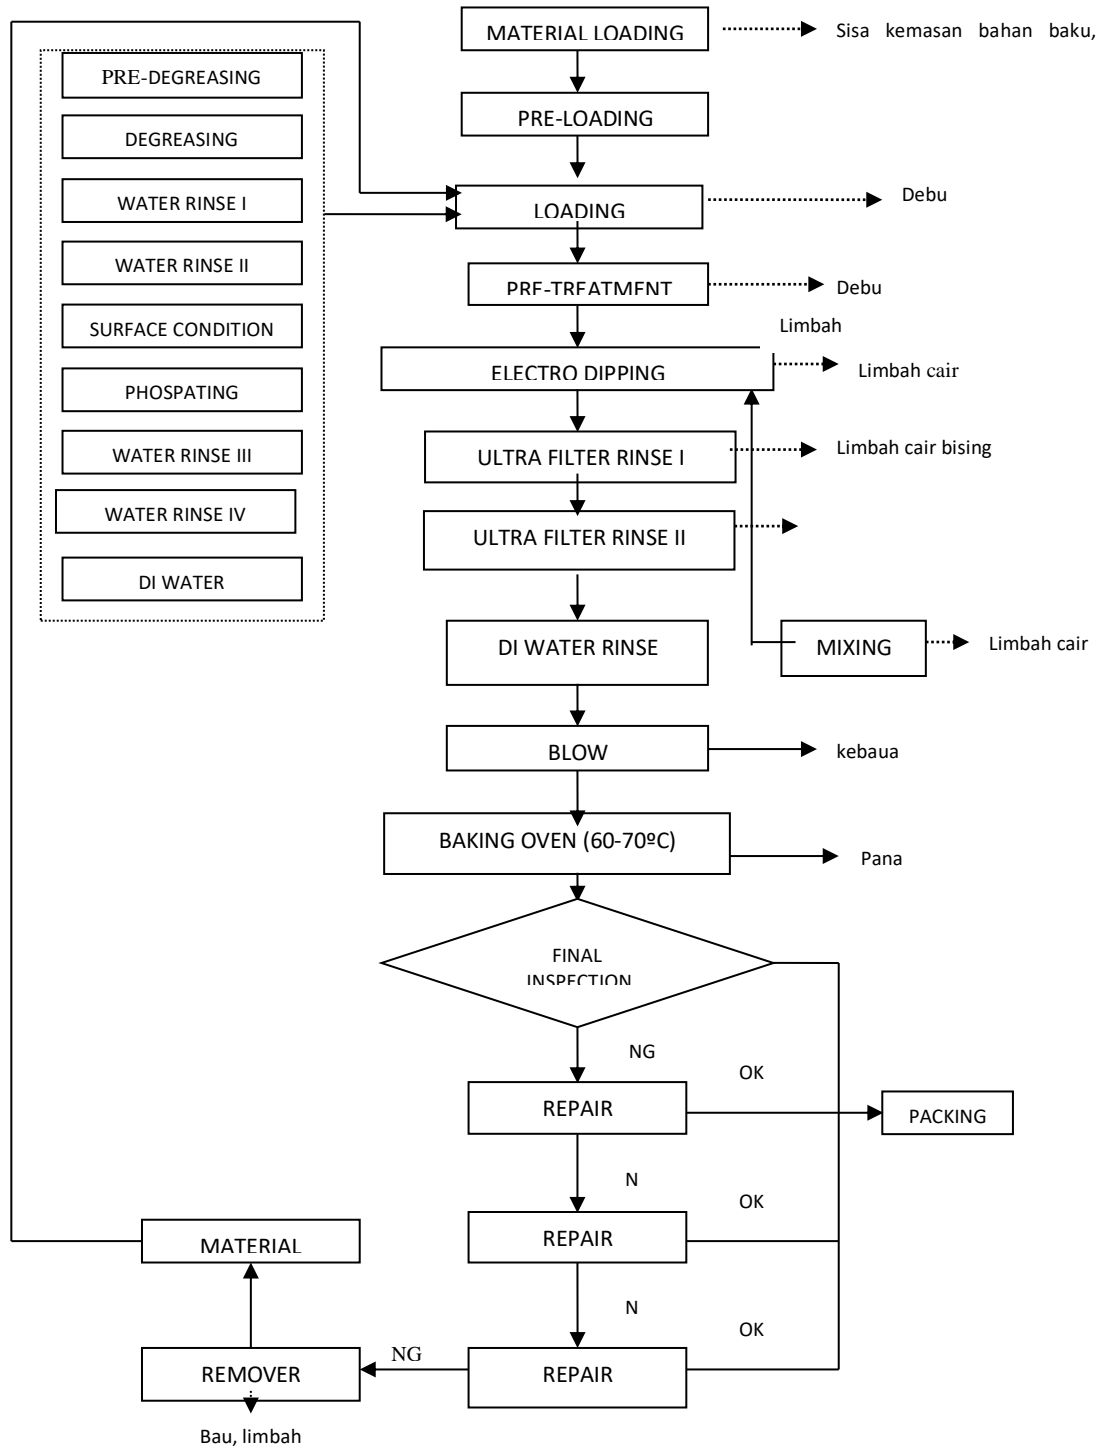 MATERIAL LOADING
Sisa kemasan bahan baku,
PRE-DEGREASING
PRE-LOADING
DEGREASING
WATER RINSE I
LOADING
Debu
WATER RINSE II
PRE-TREATMENT
Debu
SURFACE CONDITION
Limbah
ELECTRO DIPPING
Limbah cair
PHOSPATING
WATER RINSE III
ULTRA FILTER RINSE I
Limbah cair bising
WATER RINSE IV
ULTRA FILTER RINSE II
DI WATER
DI WATER RINSE
MIXING
Limbah cair
BLOW
kebaua
BAKING OVEN (60-70ºC)
Pana
FINAL
INSPECTION
NG
OK
REPAIR
PACKING
N
OK
REPAIR
MATERIAL
N
OK
NG
REPAIR
REMOVER
Bau, limbah